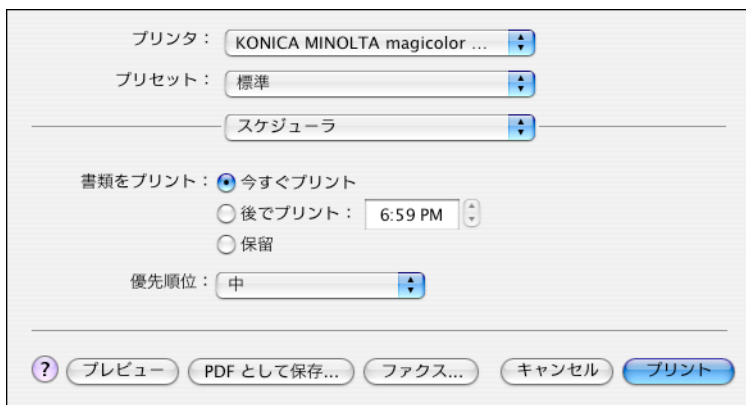 プリンタ： KONICA MINOLTA magicolor ...
プリセット： 標準
スケジューラ
書類をプリント： 今すぐプリント
後でプリント： 6:59 PM
保留
優先順位： 中
? プレビュー PDF として保存... ファクス... キャンセル プリント